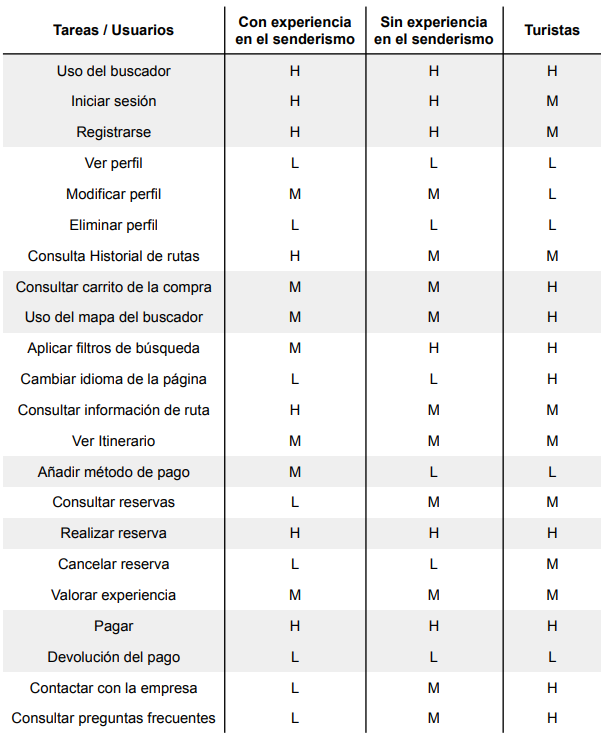 Tareas / Usuarios Con experiencia en el senderismo Sin experiencia en el senderismo Turistas
Uso del buscador H H H
Iniciar sesión H H M
Registrarse H H M
Ver perfil L L L
Modificar perfil M M L
Eliminar perfil L L L
Consulta Historial de rutas H M M
Consultar carrito de la compra M M H
Uso del mapa del buscador M M H
Aplicar filtros de búsqueda M H H
Cambiar idioma de la página L L H
Consultar información de ruta H M M
Ver Itinerario M M M
Añadir método de pago M L L
Consultar reservas L M M
Realizar reserva H H H
Cancelar reserva L L M
Valorar experiencia M M M
Pagar H H H
Devolución del pago L L L
Contactar con la empresa L M H
Consultar preguntas frecuentes L M H